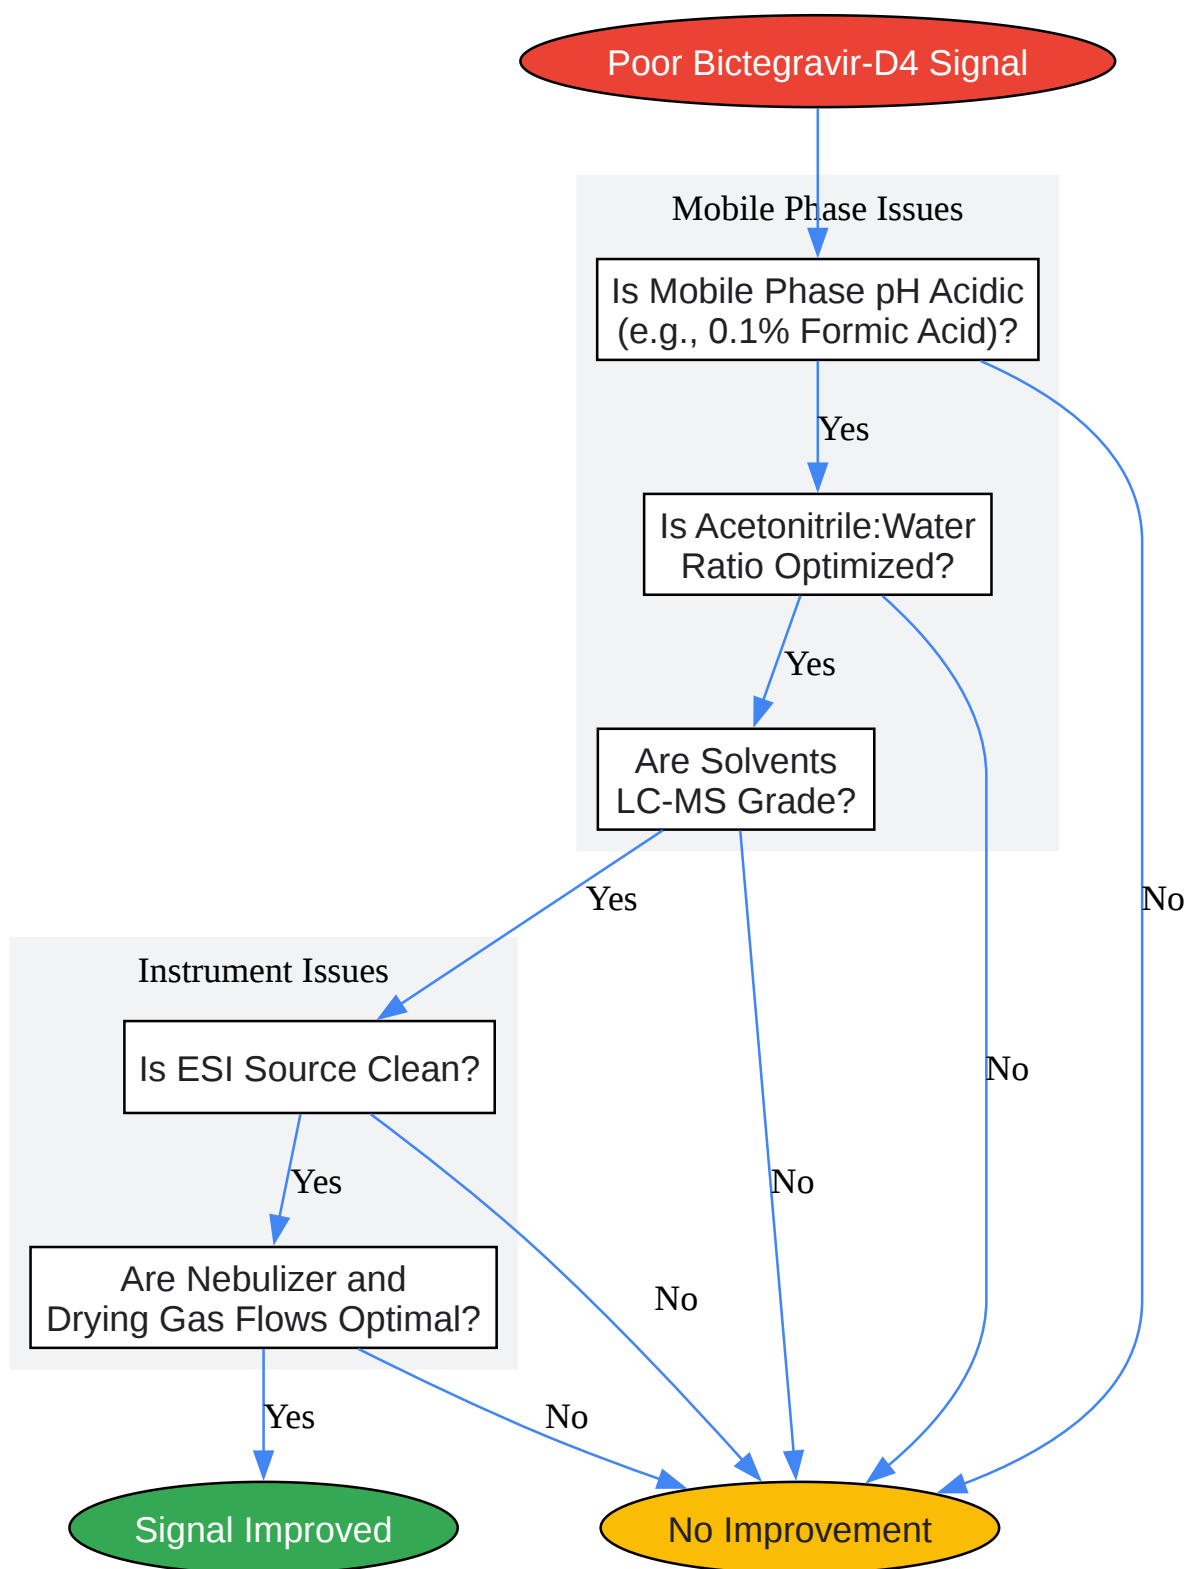 Poor Bictegravir-D4 Signal
Mobile Phase Issues
Is Mobile Phase pH Acidic
(e.g., 0.1% Formic Acid)?
Yes
Is Acetonitrile:Water
Ratio Optimized?
Yes
Are Solvents
LC-MS Grade?
Yes
No
Instrument Issues
Is ESI Source Clean?
No
Yes
No
No
Are Nebulizer and
Drying Gas Flows Optimal?
Yes
No
Signal Improved
No Improvement